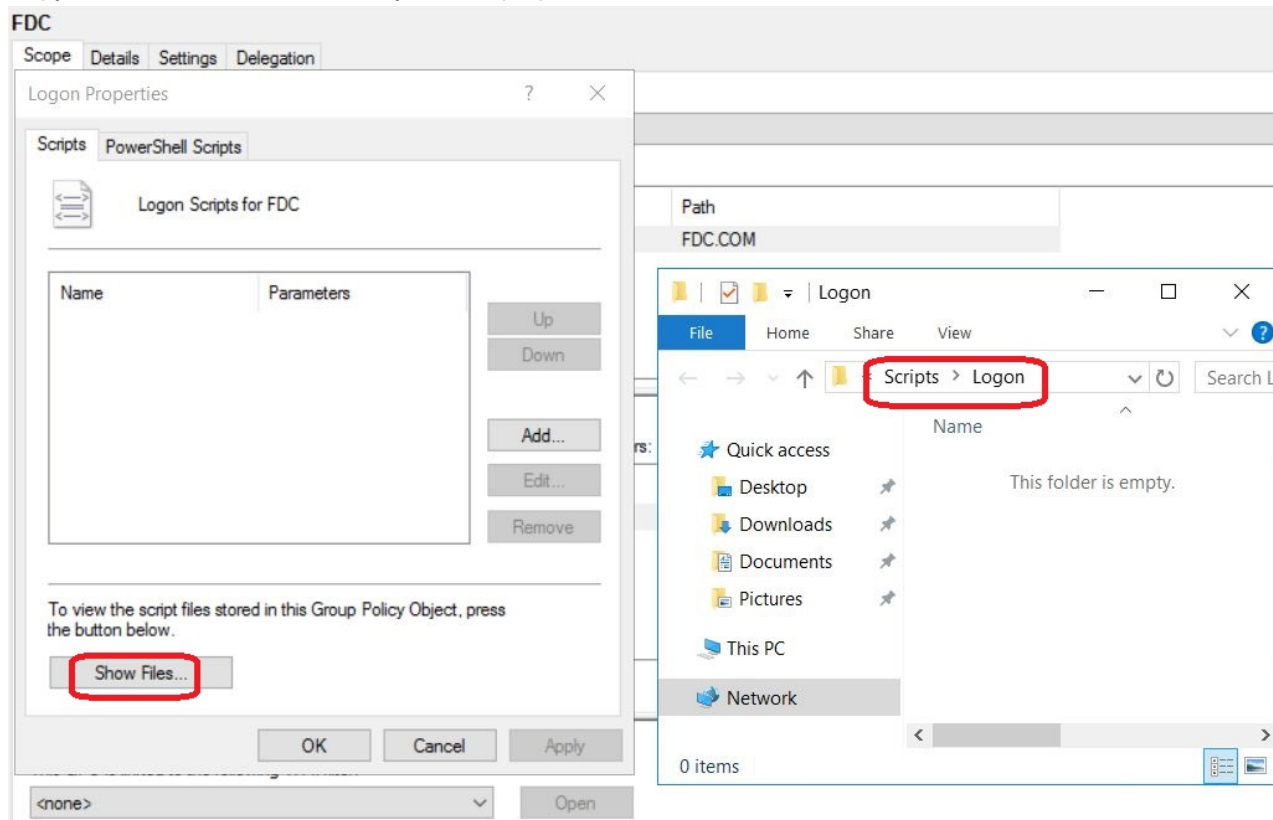 FDC
Scope Details Settings Delegation
Logon Properties ? ×
Scripts PowerShell Scripts
Logon Scripts for FDC
Name Parameters
Up
Down
Add...
Edit...
Remove
To view the script files stored in this Group Policy Object, press
the button below.
Show Files...
OK Cancel Apply
<none> Open
Path
FDC.COM
Logon
File Home Share View
Scripts > Logon Search
Name
Quick access
This folder is empty.
Desktop
Downloads
Documents
Pictures
This PC
Network
0 items
rs: